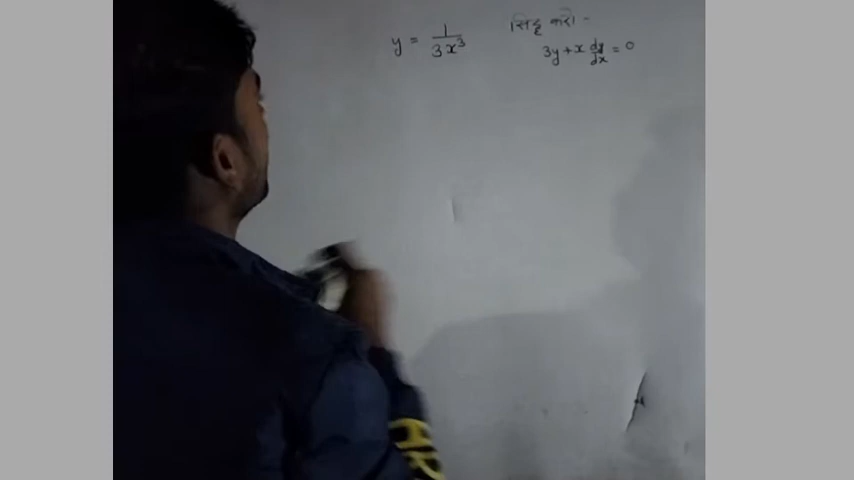 y = 1/3x³ सिद्ध करो -
3y + x dy/dx = 0